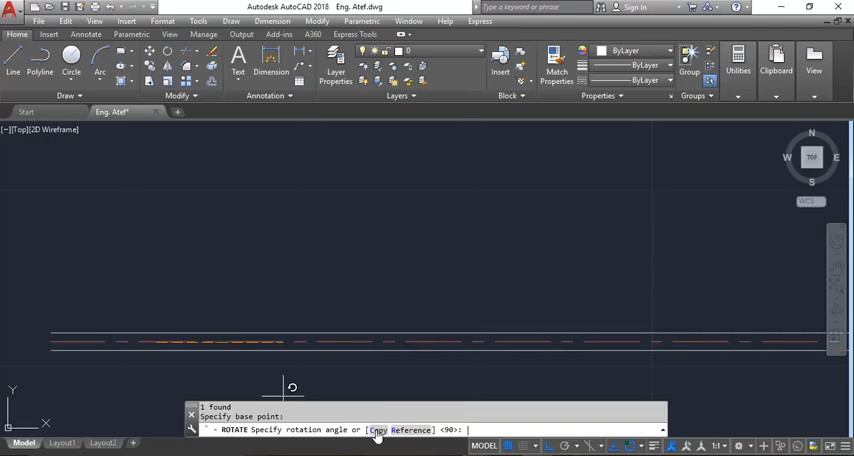 Autodesk AutoCAD 2018   Eng. Atef.dwg
Type a keyword or phrase
Sign In
File Edit View Insert Format Tools Draw Dimension Modify Parametric Window Help Express
Home Insert Annotate Parametric View Manage Output Add-ins A360 Express Tools
0
ByLayer
ByLayer
ByLayer
Line Polyline Circle Arc Text Dimension Layer Properties Insert Match Properties Group Utilities Clipboard View
Draw Modify Annotation Layers Block Properties Groups
Start Eng. Atef*
[−][Top][2D Wireframe]
N
W TOP E
S
WCS
Y
X
1 found
Specify base point:
ROTATE Specify rotation angle or [Copy Reference] <90>:
Model Layout1 Layout2 + MODEL 1:1